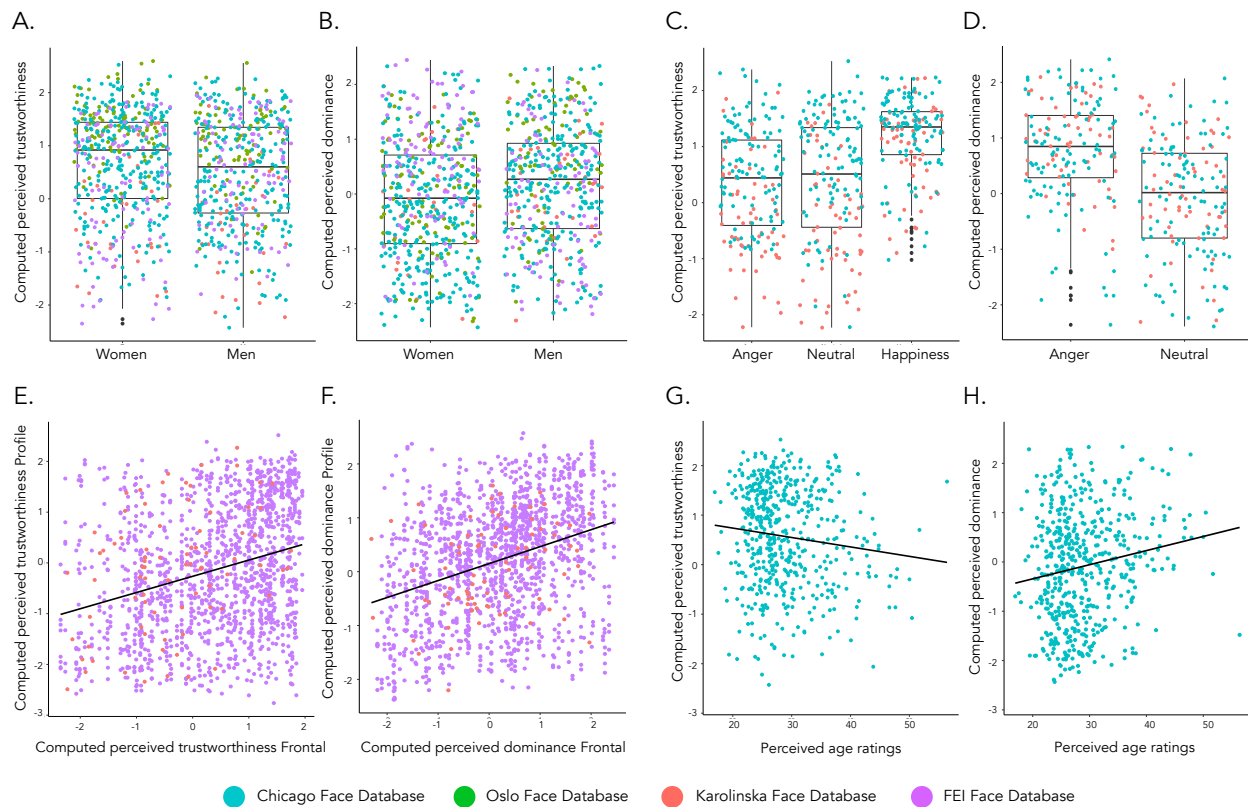 A.
B.
C.
D.
Computed perceived trustworthiness
2
1
0
-1
-2
Women
Men
Computed perceived dominance
2
1
0
-1
-2
Women
Men
Computed perceived trustworthiness
2
1
0
-1
-2
Anger
Neutral
Happiness
Computed perceived dominance
2
1
0
-1
-2
Anger
Neutral
E.
F.
G.
H.
Computed perceived trustworthiness Profile
2
1
0
-1
-2
-3
-2
-1
0
1
2
Computed perceived trustworthiness Frontal
Computed perceived dominance Profile
2
1
0
-1
-2
-2
-1
0
1
2
Computed perceived dominance Frontal
Computed perceived trustworthiness
2
1
0
-1
-2
-3
20
30
40
50
Perceived age ratings
Computed perceived dominance
2
1
0
-1
-2
-3
20
30
40
50
Perceived age ratings
Chicago Face Database
Oslo Face Database
Karolinska Face Database
FEI Face Database